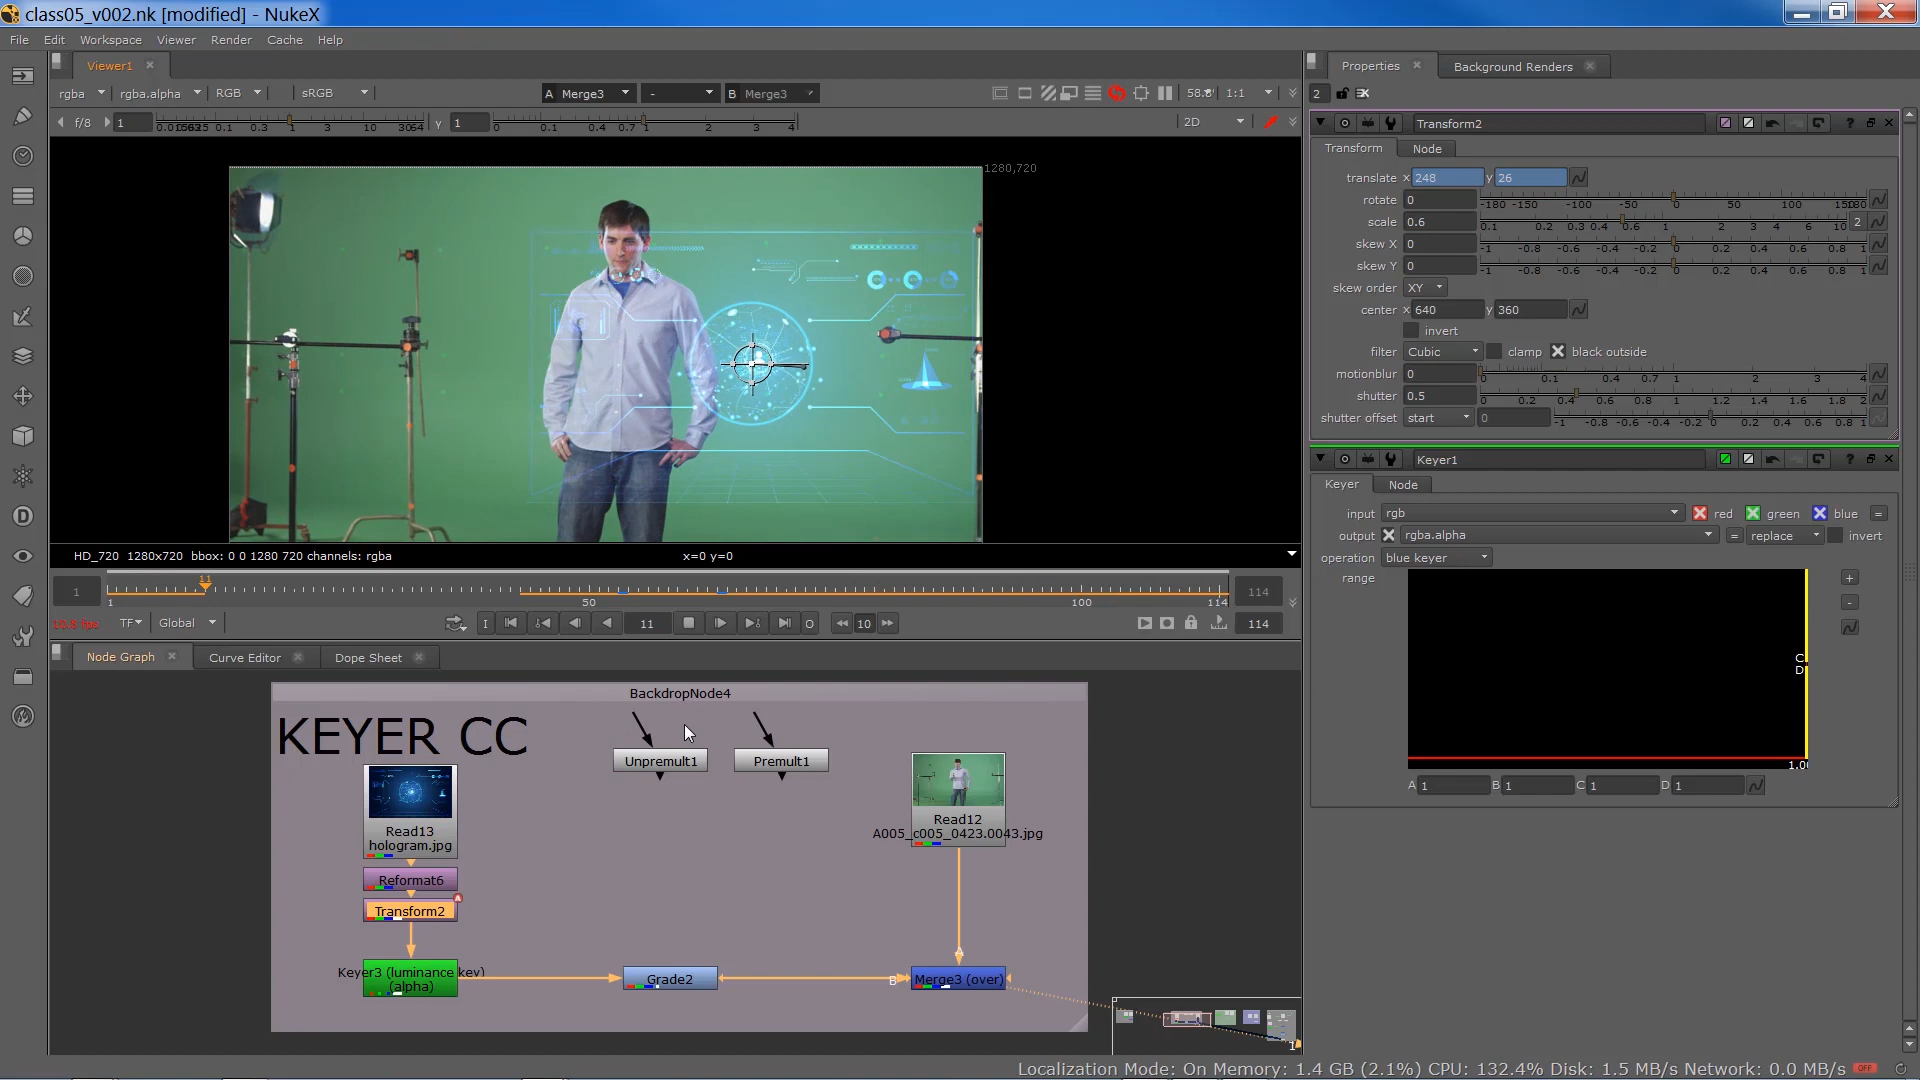 class05_v002.nk [modified] - NukeX
File Edit Workspace Viewer Render Cache Help
Viewer1
rgba rgba.alpha RGB sRGB A Merge3 - B Merge3 1:1
f/8 1 0.1 0.3 1 3 10 3064 γ 1 0 0.1 0.4 0.7 1 2 3 4 2D
1280,720
HD_720 1280x720 bbox: 0 0 1280 720 channels: rgba x=0 y=0
1 11 1 50 100 114 114
TF Global I 11 O 10 114
Node Graph Curve Editor Dope Sheet
BackdropNode4
KEYER CC
Unpremult1 Premult1
Read13
hologram.jpg
Read12
A005_c005_0423.0043.jpg
Reformat6
A
Transform2
A
Keyer3 (luminance key)
(alpha)
Grade2
B
Merge3 (over)
1
Properties Background Renders
2
Transform2
Transform Node
translate x 248 y 26
rotate 0 -180 -150 -100 -50 0 50 100
scale 0.6 0.1 0.2 0.3 0.4 0.6 1 2 3 4 6 10 2
skew X 0 -1 -0.8 -0.6 -0.4 -0.2 0 0.2 0.4 0.6 0.8 1
skew Y 0 -1 -0.8 -0.6 -0.4 -0.2 0 0.2 0.4 0.6 0.8 1
skew order XY
center x 640 y 360
invert
filter Cubic clamp black outside
motionblur 0 0 0.1 0.4 0.7 1 2 3 4
shutter 0.5 0 0.2 0.4 0.6 0.8 1 1.2 1.4 1.6 1.8 2
shutter offset start 0 -1 -0.8 -0.6 -0.4 -0.2 0 0.2 0.4 0.6 0.8 1
Keyer1
Keyer Node
input rgb red green blue =
output rgba.alpha = replace invert
operation blue keyer
range
+
-
C
D
A 1 B 1 C 1 D 1
Localization Mode: On Memory: 1.4 GB (2.1%) CPU: 132.4% Disk: 1.5 MB/s Network: 0.0 MB/s OFF